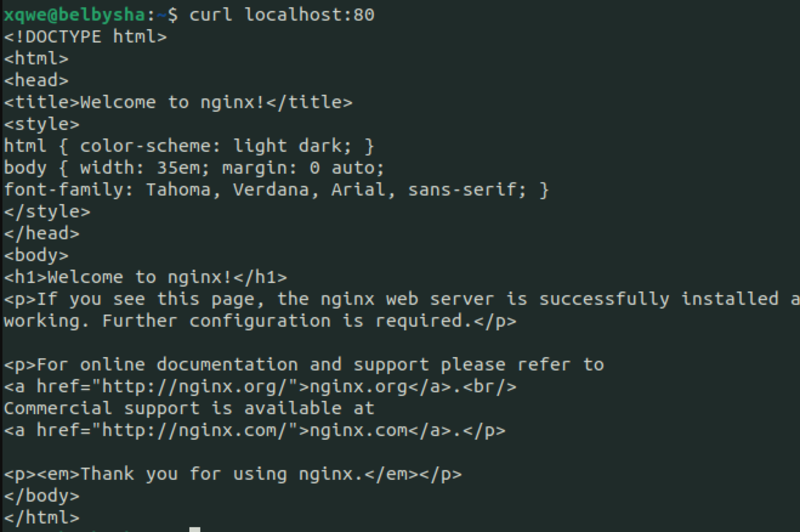 xqwe@belbysha:~$ curl localhost:80
<!DOCTYPE html>
<html>
<head>
<title>Welcome to nginx!</title>
<style>
html { color-scheme: light dark; }
body { width: 35em; margin: 0 auto;
font-family: Tahoma, Verdana, Arial, sans-serif; }
</style>
</head>
<body>
<h1>Welcome to nginx!</h1>
<p>If you see this page, the nginx web server is successfully installed a
working. Further configuration is required.</p>

<p>For online documentation and support please refer to
<a href="http://nginx.org/">nginx.org</a>.<br/>
Commercial support is available at
<a href="http://nginx.com/">nginx.com</a>.</p>

<p><em>Thank you for using nginx.</em></p>
</body>
</html>